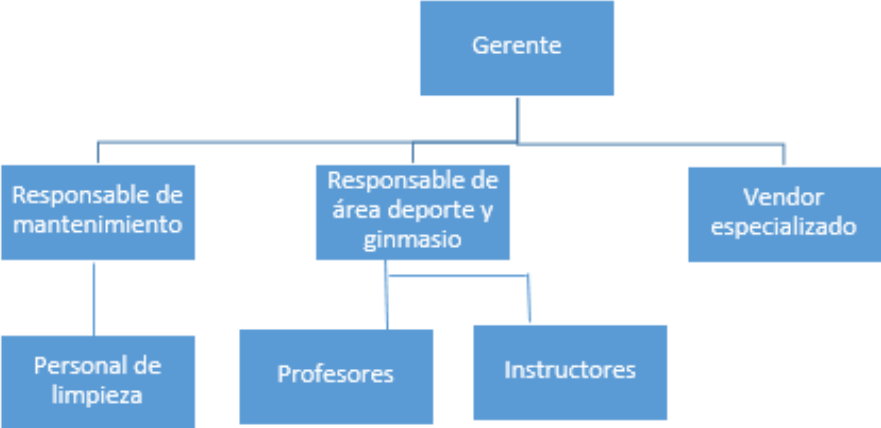 Gerente
Responsable de
mantenimiento
Responsable de
área deporte y
ginmasio
Vendor
especializado
Personal de
limpieza
Profesores
Instructores